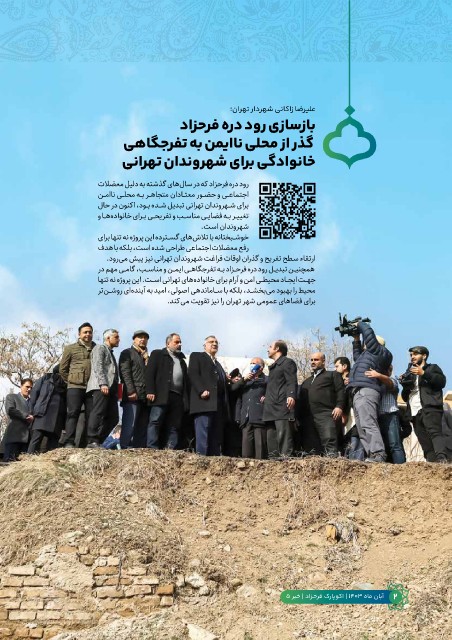 علیرضا زاکانی شهردار تهران:
بازسازی رود دره فرحزاد
گذر از محلی ناایمن به تفرجگاهی
خانوادگی برای شهروندان تهرانی
رود دره فرحزاد که در سال‌های گذشته به دلیل معضلات
اجتماعی و حضور معتادان متجاهر به محلی ناامن
برای شهروندان تهرانی تبدیل شده بود، اکنون در حال
تغییر به فضایی مناسب و تفریحی برای خانواده‌ها و
شهروندان است.
خوشبختانه با تلاش‌های گسترده این پروژه نه تنها برای
رفع معضلات اجتماعی طراحی شده است، بلکه با هدف
ارتقاء سطح تفریح و گذران اوقات فراغت شهروندان تهرانی نیز پیش می‌رود.
همچنین تبدیل رود دره فرحزاد به تفرجگاهی ایمن و مناسب، گامی مهم در
جهت ایجاد محیطی امن و آرام برای خانواده‌های تهرانی است. این پروژه نه تنها
محیط را بهبود می‌بخشد، بلکه با ساماندهی اصولی، امید به آینده‌ای روشن‌تر
برای فضاهای عمومی شهر تهران را نیز تقویت می‌کند.
۲ آبان ماه ۱۴۰۳ | اکوپارک فرحزاد | خبر ۵